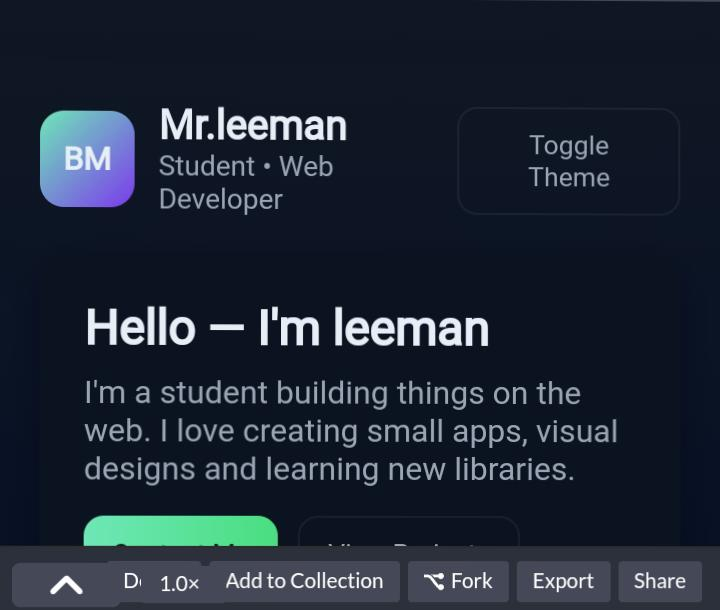 BM
Mr.leeman
Student • Web
Developer
Toggle
Theme
Hello — I'm leeman
I'm a student building things on the
web. I love creating small apps, visual
designs and learning new libraries.
1.0×
Add to Collection
Fork
Export
Share